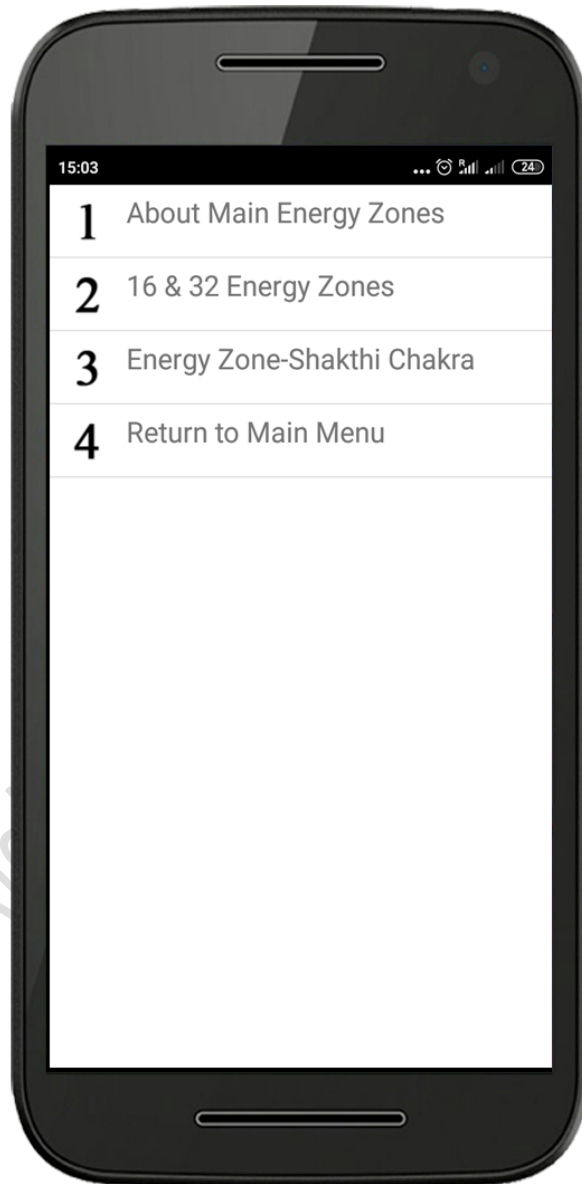 15:03
R
24
1 About Main Energy Zones
2 16 & 32 Energy Zones
3 Energy Zone-Shakthi Chakra
4 Return to Main Menu